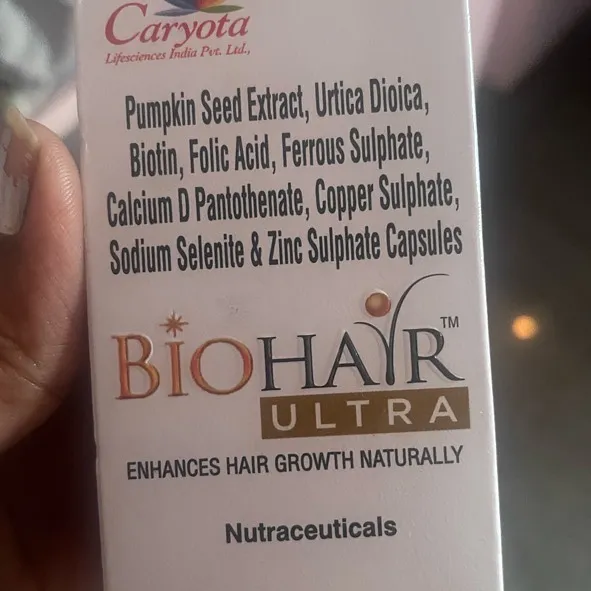 Caryota
Lifesciences India Pvt. Ltd.,
Pumpkin Seed Extract, Urtica Dioica,
Biotin, Folic Acid, Ferrous Sulphate,
Calcium D Pantothenate, Copper Sulphate,
Sodium Selenite & Zinc Sulphate Capsules
BIOHAIR™
ULTRA
ENHANCES HAIR GROWTH NATURALLY
Nutraceuticals